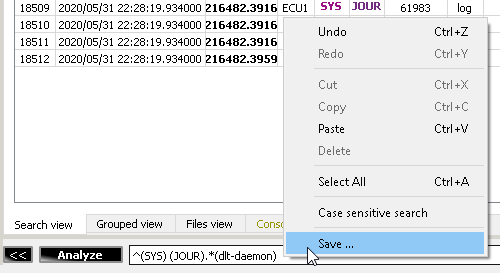 18509 2020/05/31 22:28:19.934000 216482.3916 ECU1 SYS JOUR 61983 log
18510 2020/05/31 22:28:19.934000 216482.3916
18511 2020/05/31 22:28:19.934000 216482.3916
18512 2020/05/31 22:28:19.934000 216482.3959
Undo Ctrl+Z
Redo Ctrl+Y
Cut Ctrl+X
Copy Ctrl+C
Paste Ctrl+V
Delete
Select All Ctrl+A
Case sensitive search
Save ...
Search view Grouped view Files view
<< Analyze ^(SYS) (JOUR).*(dlt-daemon)